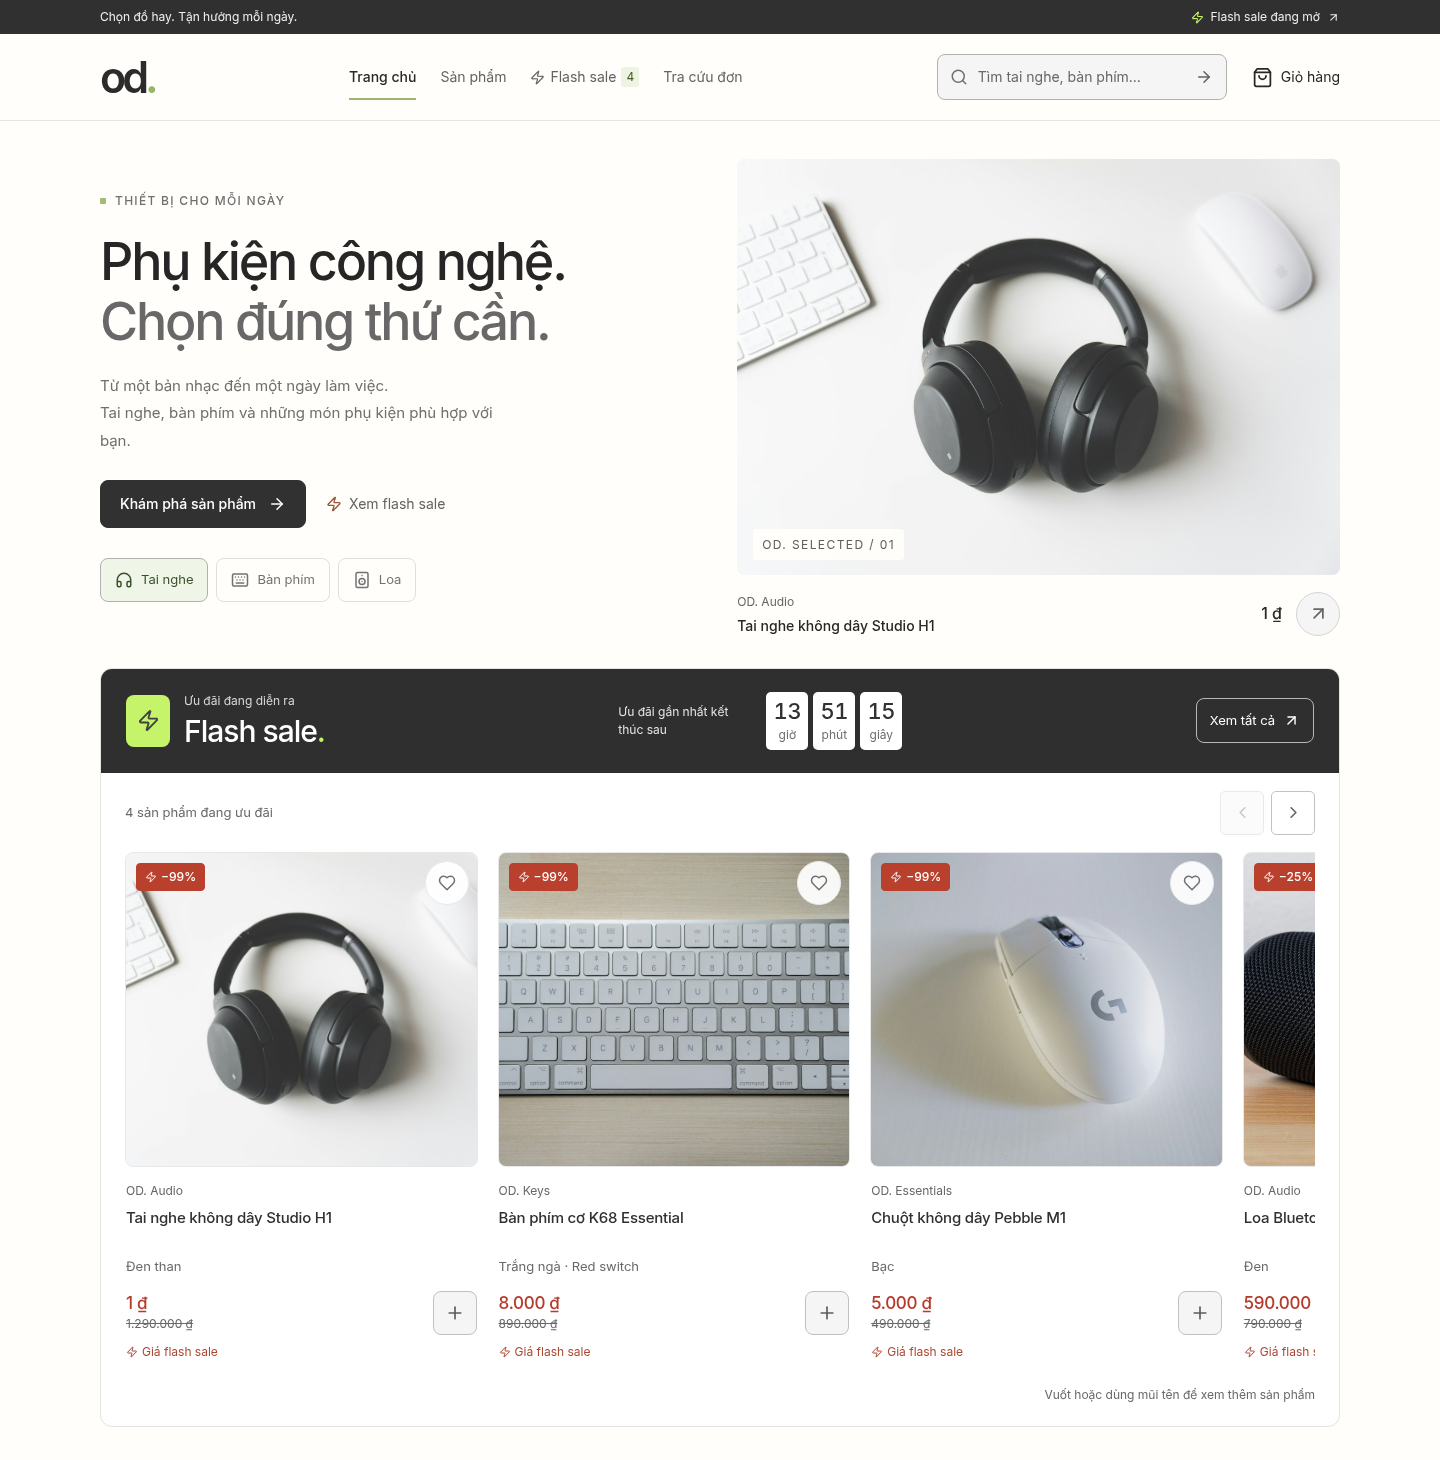 Chọn đồ hay. Tận hưởng mỗi ngày.
Flash sale đang mở
od.
Trang chủ
Sản phẩm
Flash sale 4
Tra cứu đơn
Tìm tai nghe, bàn phím...
Giỏ hàng
THIẾT BỊ CHO MỖI NGÀY
Phụ kiện công nghệ.
Chọn đúng thứ cần.
Từ một bản nhạc đến một ngày làm việc.
Tai nghe, bàn phím và những món phụ kiện phù hợp với
bạn.
Khám phá sản phẩm
Xem flash sale
Tai nghe
Bàn phím
Loa
OD. SELECTED / 01
OD. Audio
Tai nghe không dây Studio H1
1 ₫
Ưu đãi đang diễn ra
Flash sale.
Ưu đãi gần nhất kết
thúc sau
13 51 15
giờ phút giây
Xem tất cả
4 sản phẩm đang ưu đãi
−99%
−99%
−99%
−25%
OD. Audio
Tai nghe không dây Studio H1
Đen than
1 ₫
1.290.000 ₫
Giá flash sale
OD. Keys
Bàn phím cơ K68 Essential
Trắng ngà · Red switch
8.000 ₫
890.000 ₫
Giá flash sale
OD. Essentials
Chuột không dây Pebble M1
Bạc
5.000 ₫
490.000 ₫
Giá flash sale
OD. Audio
Loa
Đen
590.000
790.000 ₫
Giá flash
Vuốt hoặc dùng mũi tên để xem thêm sản phẩm